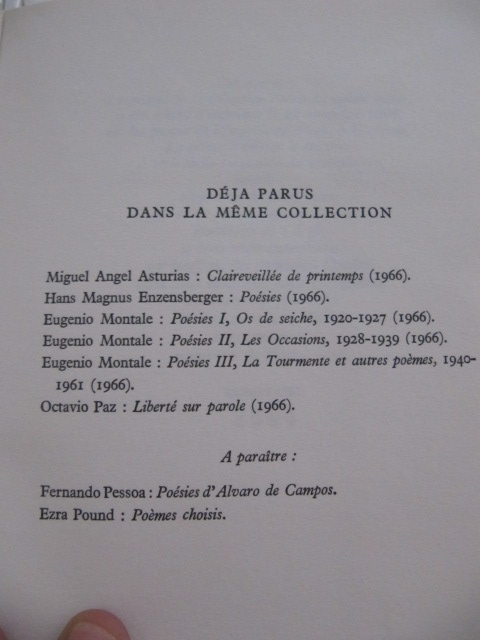 DÉJA PARUS
DANS LA MÊME COLLECTION
Miguel Angel Asturias : Claireveillée de printemps (1966).
Hans Magnus Enzensberger : Poésies (1966).
Eugenio Montale : Poésies I, Os de seiche, 1920-1927 (1966).
Eugenio Montale : Poésies II, Les Occasions, 1928-1939 (1966).
Eugenio Montale : Poésies III, La Tourmente et autres poèmes, 1940-
1961 (1966).
Octavio Paz : Liberté sur parole (1966).
A paraître :
Fernando Pessoa : Poésies d'Alvaro de Campos.
Ezra Pound : Poèmes choisis.